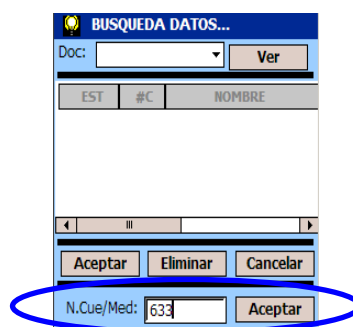 BUSQUEDA DATOS...
Doc: Ver
EST #C NOMBRE
Aceptar Eliminar Cancelar
N.Cue/Med: 633 Aceptar